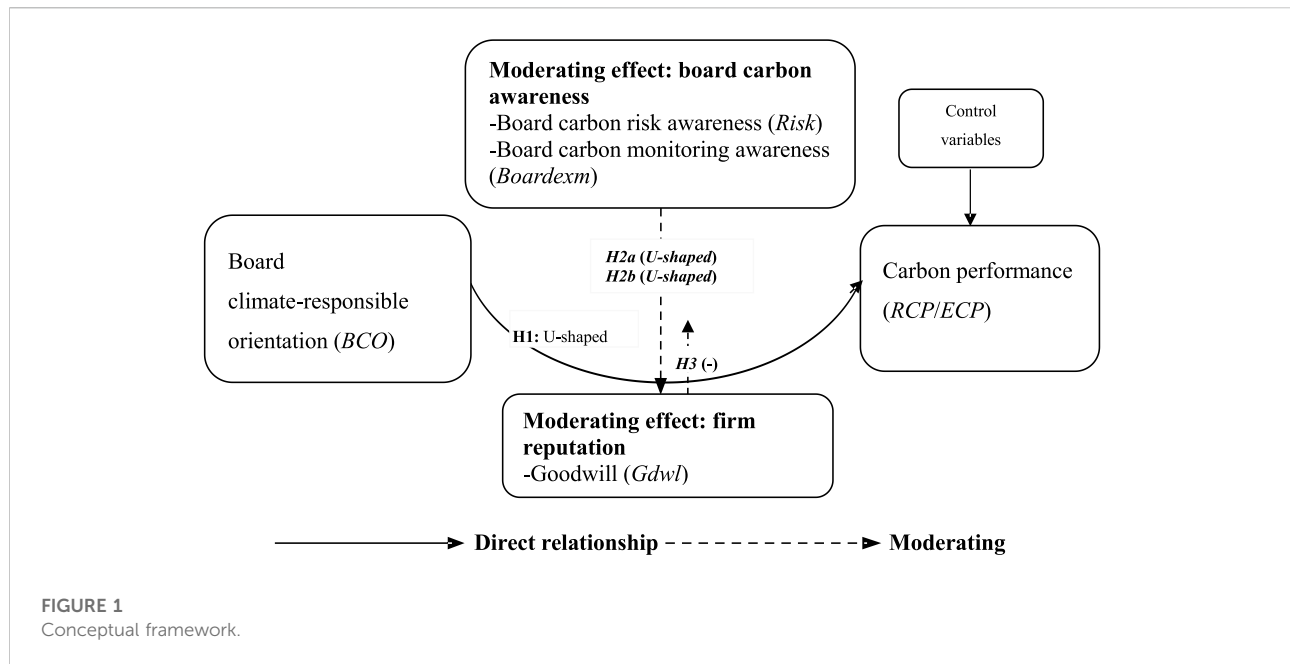 Moderating effect: board carbon
awareness
-Board carbon risk awareness (Risk)
-Board carbon monitoring awareness
(Boardexm)
Control
variables
Board
climate-responsible
orientation (BCO)
H2a (U-shaped)
H2b (U-shaped)
Carbon performance
(RCP/ECP)
H1: U-shaped
H3 (-)
Moderating effect: firm
reputation
-Goodwill (Gdwl)
Direct relationship
Moderating
FIGURE 1
Conceptual framework.